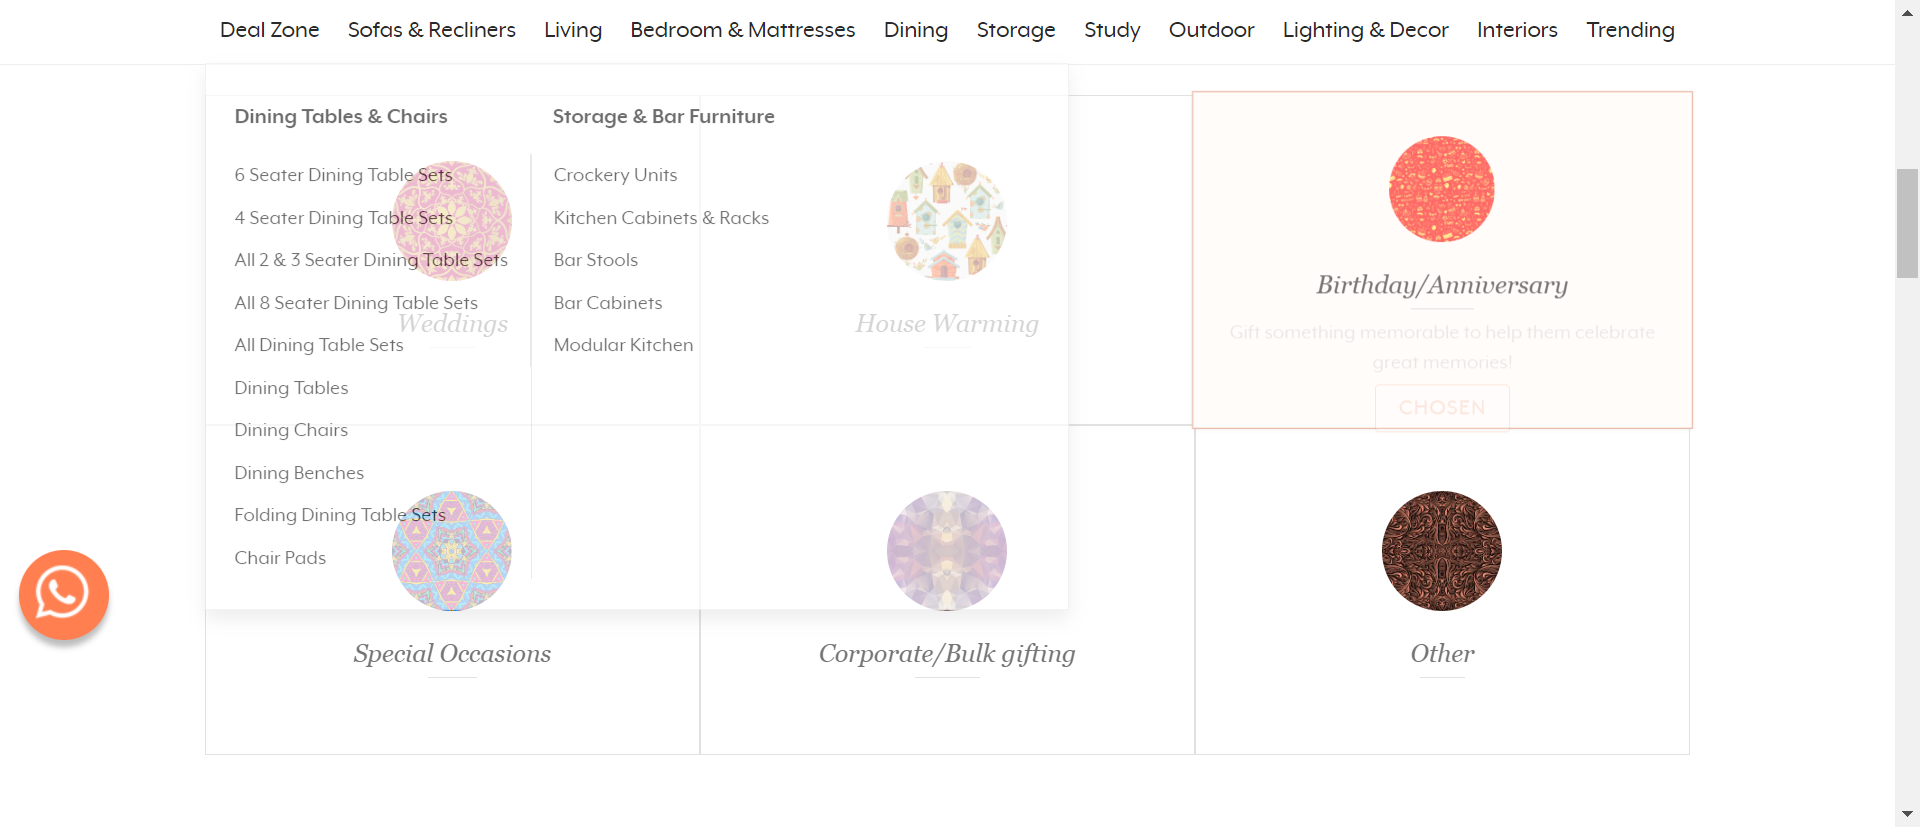 Deal Zone Sofas & Recliners Living Bedroom & Mattresses Dining Storage Study Outdoor Lighting & Decor Interiors Trending
Dining Tables & Chairs
6 Seater Dining Table Sets
4 Seater Dining Table Sets
All 2 & 3 Seater Dining Table Sets
All 8 Seater Dining Table Sets
All Dining Table Sets
Dining Tables
Dining Chairs
Dining Benches
Folding Dining Table Sets
Chair Pads
Storage & Bar Furniture
Crockery Units
Kitchen Cabinets & Racks
Bar Stools
Bar Cabinets
Modular Kitchen
Weddings
House Warming
Birthday/Anniversary
Gift something memorable to help them celebrate
great memories!
CHOSEN
Special Occasions
Corporate/Bulk gifting
Other